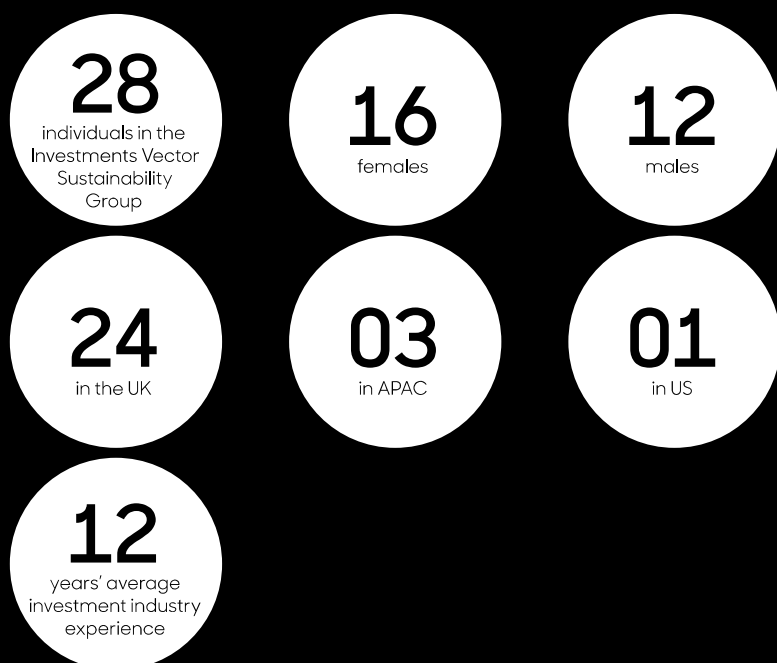 28
individuals in the
Investments Vector
Sustainability
Group
16
females
12
males
24
in the UK
03
in APAC
01
in US
12
years’ average
investment industry
experience